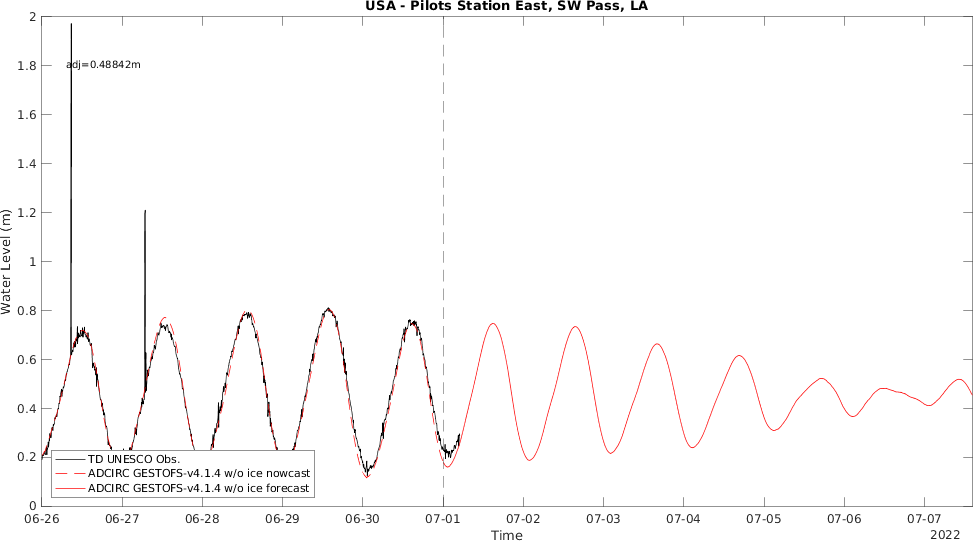 USA - Pilots Station East, SW Pass, LA
2
1.8
1.6
1.4
1.2
1
0.8
0.6
0.4
0.2
0
Water Level (m)
adj=0.48842m
TD UNESCO Obs.
ADCIRC GESTOFS-v4.1.4 w/o ice nowcast
ADCIRC GESTOFS-v4.1.4 w/o ice forecast
06-26 06-27 06-28 06-29 06-30 07-01 07-02 07-03 07-04 07-05 07-06 07-07
Time
2022